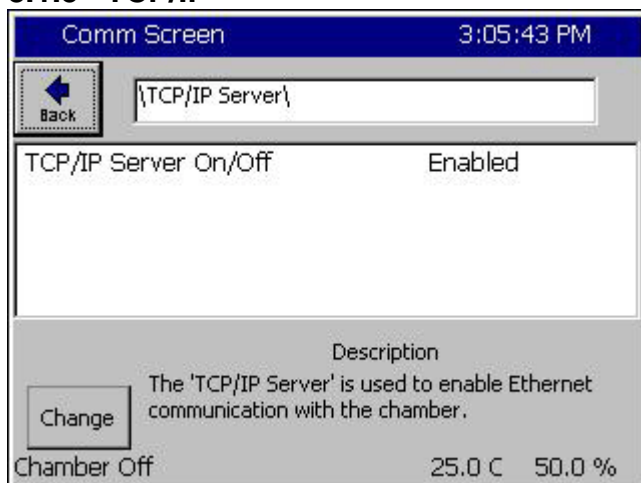 Comm Screen 3:05:43 PM
Back
\TCP/IP Server\
TCP/IP Server On/Off Enabled
Description
The 'TCP/IP Server' is used to enable Ethernet
communication with the chamber.
Change
Chamber Off 25.0 C 50.0 %